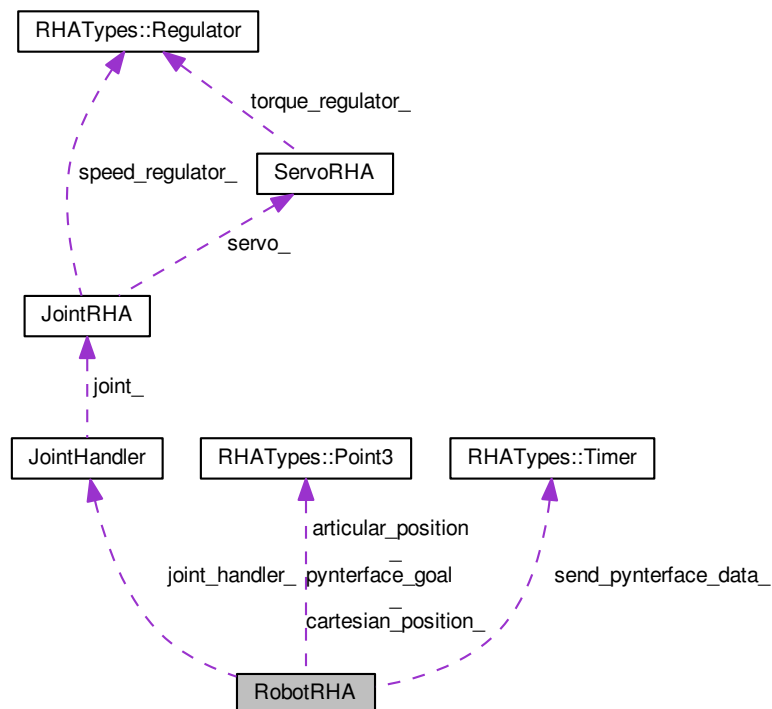 RHATypes::Regulator
torque_regulator_
speed_regulator_
ServoRHA
servo_
JointRHA
joint_
JointHandler
RHATypes::Point3
RHATypes::Timer
articular_position
_
joint_handler_
pynterface_goal
_
cartesian_position_
send_pynterface_data_
RobotRHA